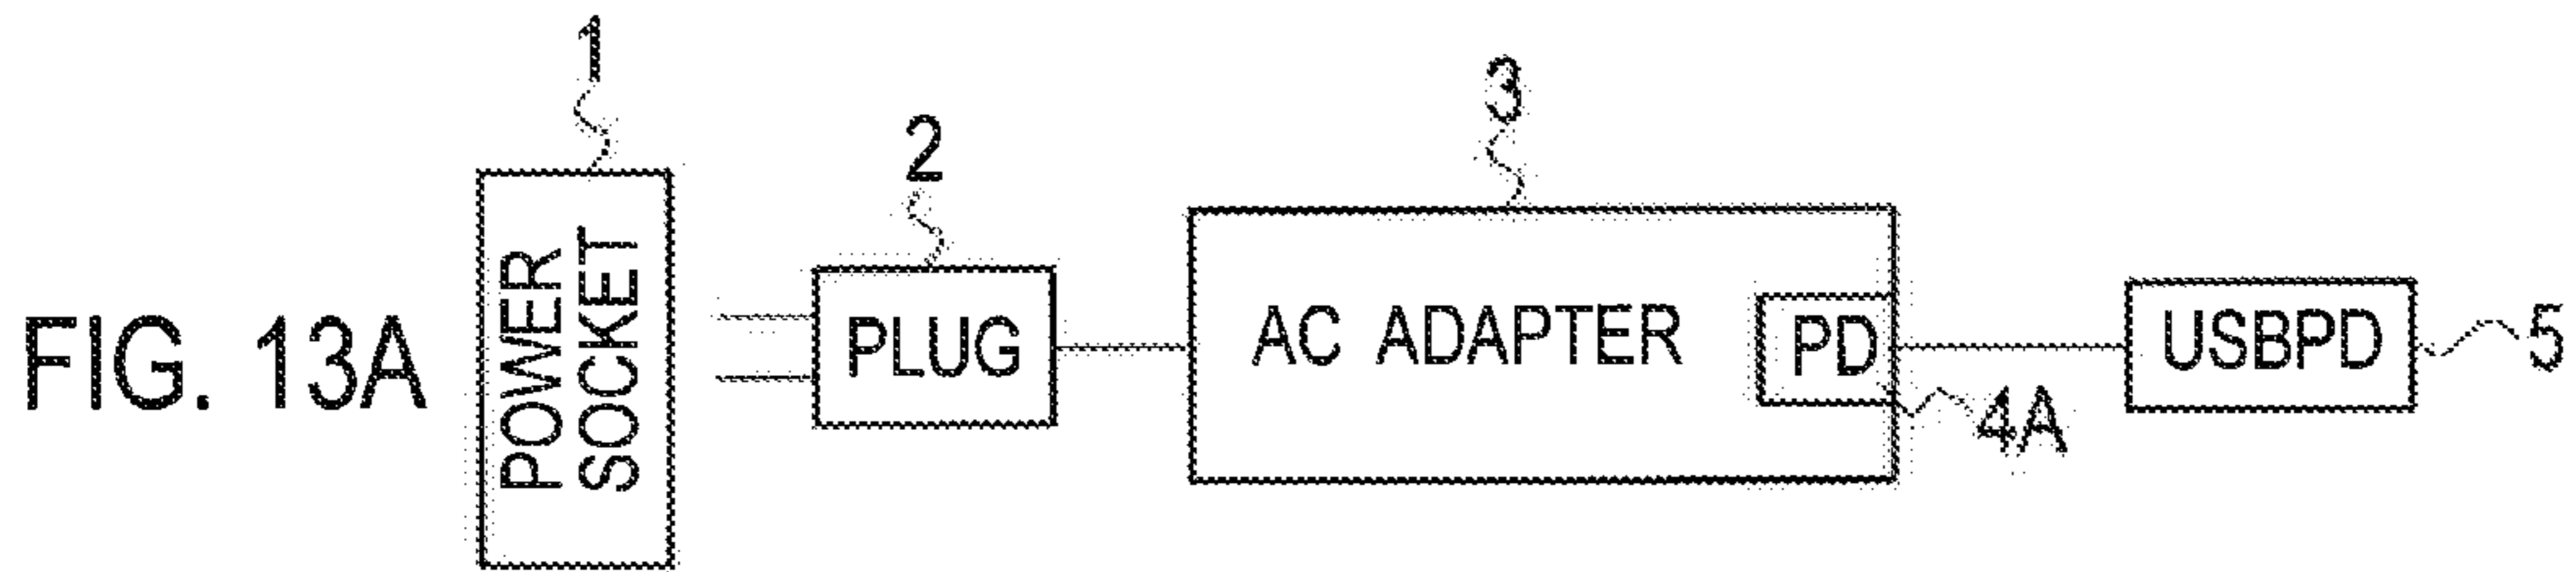 FIG. 13A
1
POWER
SOCKET
2
PLUG
3
AC ADAPTER
PD
4A
USBPD
5